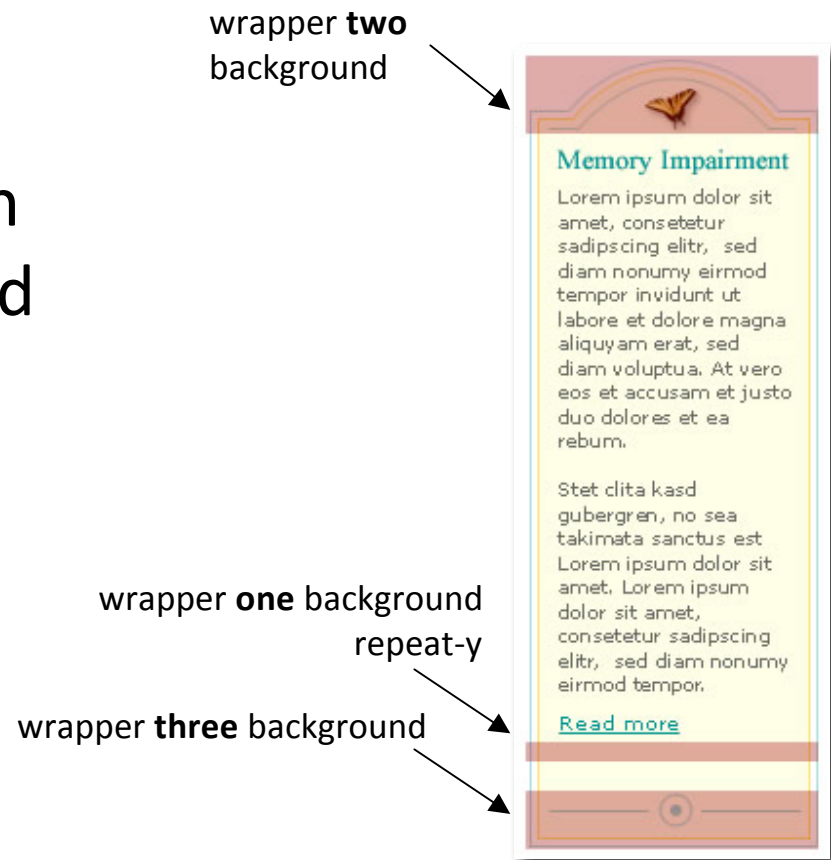 wrapper two
background
Memory Impairment
Lorem ipsum dolor sit
amet, consetetur
sadipscing elitr, sed
diam nonumy eirmod
tempor invidunt ut
labore et dolore magna
aliquyam erat, sed
diam voluptua. At vero
eos et accusam et justo
duo dolores et ea
rebum.
Stet clita kasd
gubergren, no sea
takimata sanctus est
Lorem ipsum dolor sit
amet. Lorem ipsum
dolor sit amet,
consetetur sadipscing
elitr, sed diam nonumy
eirmod tempor.
Read more
wrapper one background
repeat-y
wrapper three background